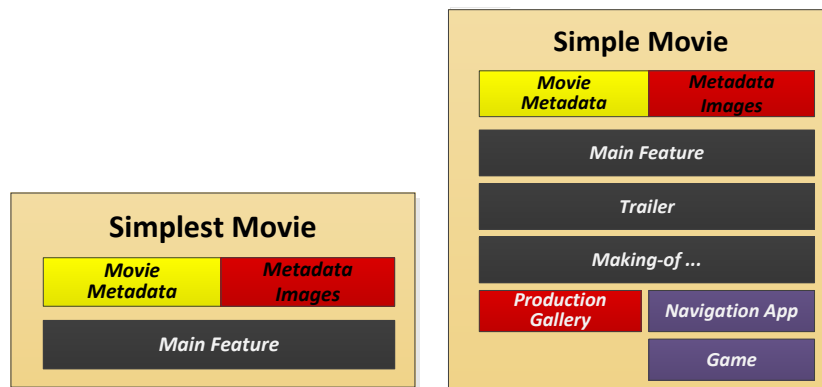 Simplest Movie
Movie
Metadata
Metadata
Images
Main Feature
Simple Movie
Movie
Metadata
Metadata
Images
Main Feature
Trailer
Making-of ...
Production
Gallery
Navigation App
Game